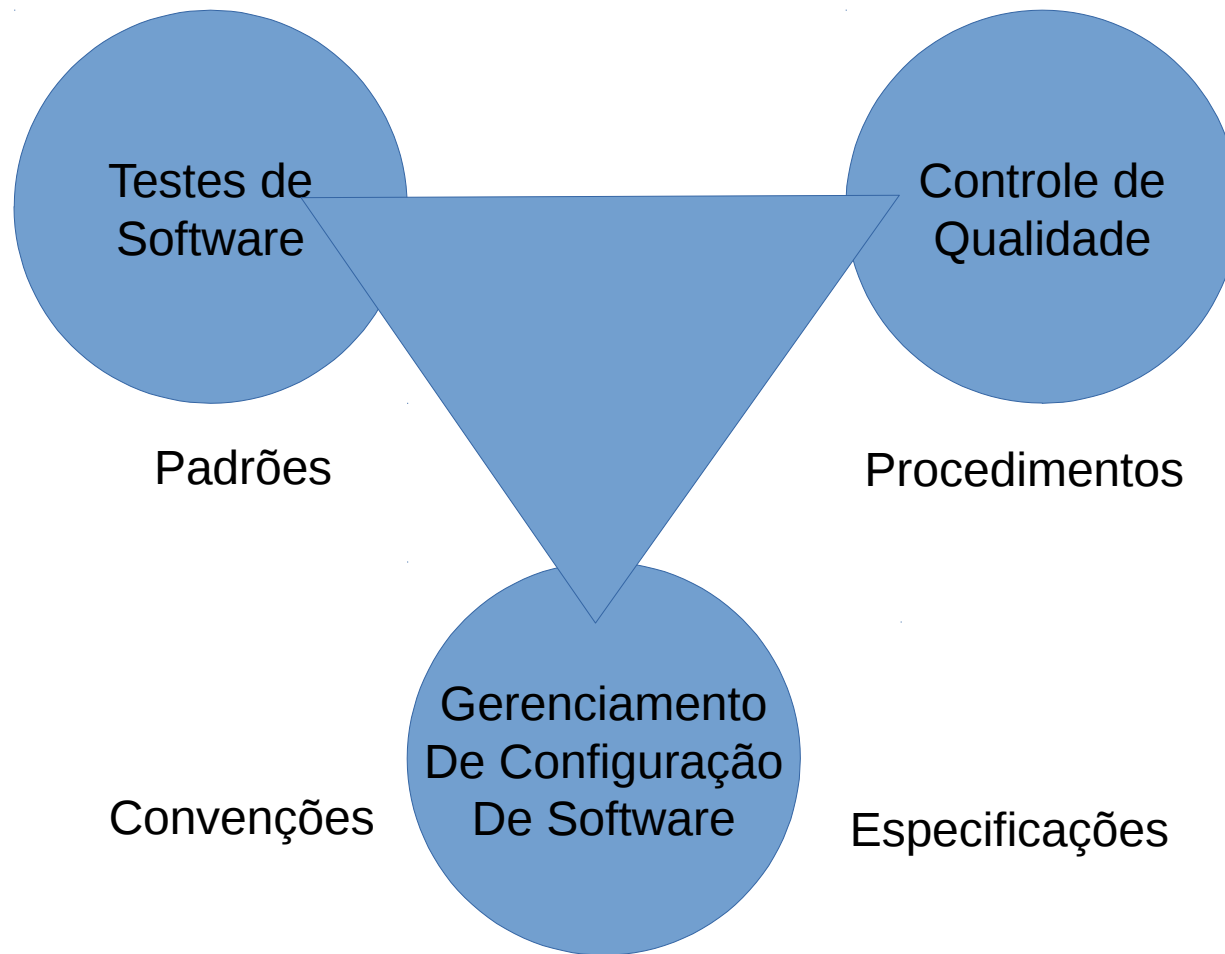 Testes de
Software
Controle de
Qualidade
Padrões
Procedimentos
Gerenciamento
De Configuração
De Software
Convenções
Especificações